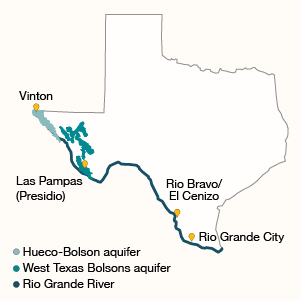 Vinton
Las Pampas
(Presidio)
Rio Bravo/
El Cenizo
Rio Grande City
Hueco-Bolson aquifer
West Texas Bolsons aquifer
Rio Grande River